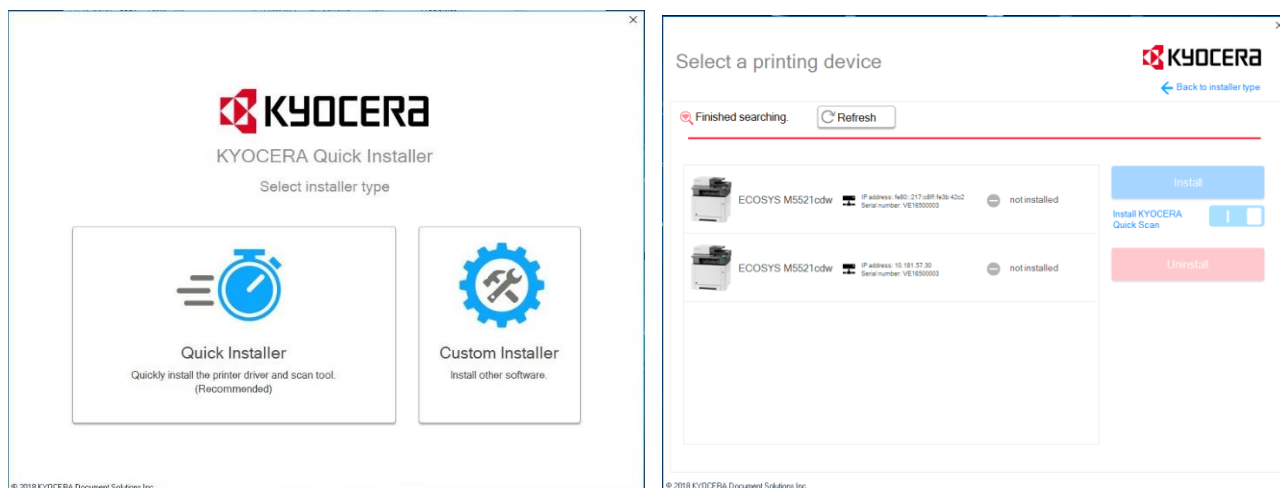 KYOCERA
KYOCERA Quick Installer
Select installer type
Quick Installer
Quickly install the printer driver and scan tool.
(Recommended)
Custom Installer
Install other software.
© 2018 KYOCERA Document Solutions Inc.
Select a printing device
KYOCERA
Back to installer type
Finished searching.
Refresh
ECOSYS M5521cdw
IP address: fe80::217:c8ff:fe3b:42c2
Serial number: VE16500003
not installed
ECOSYS M5521cdw
IP address: 10.181.57.30
Serial number: VE16500003
not installed
Install
Install KYOCERA
Quick Scan
Uninstall
© 2018 KYOCERA Document Solutions Inc.